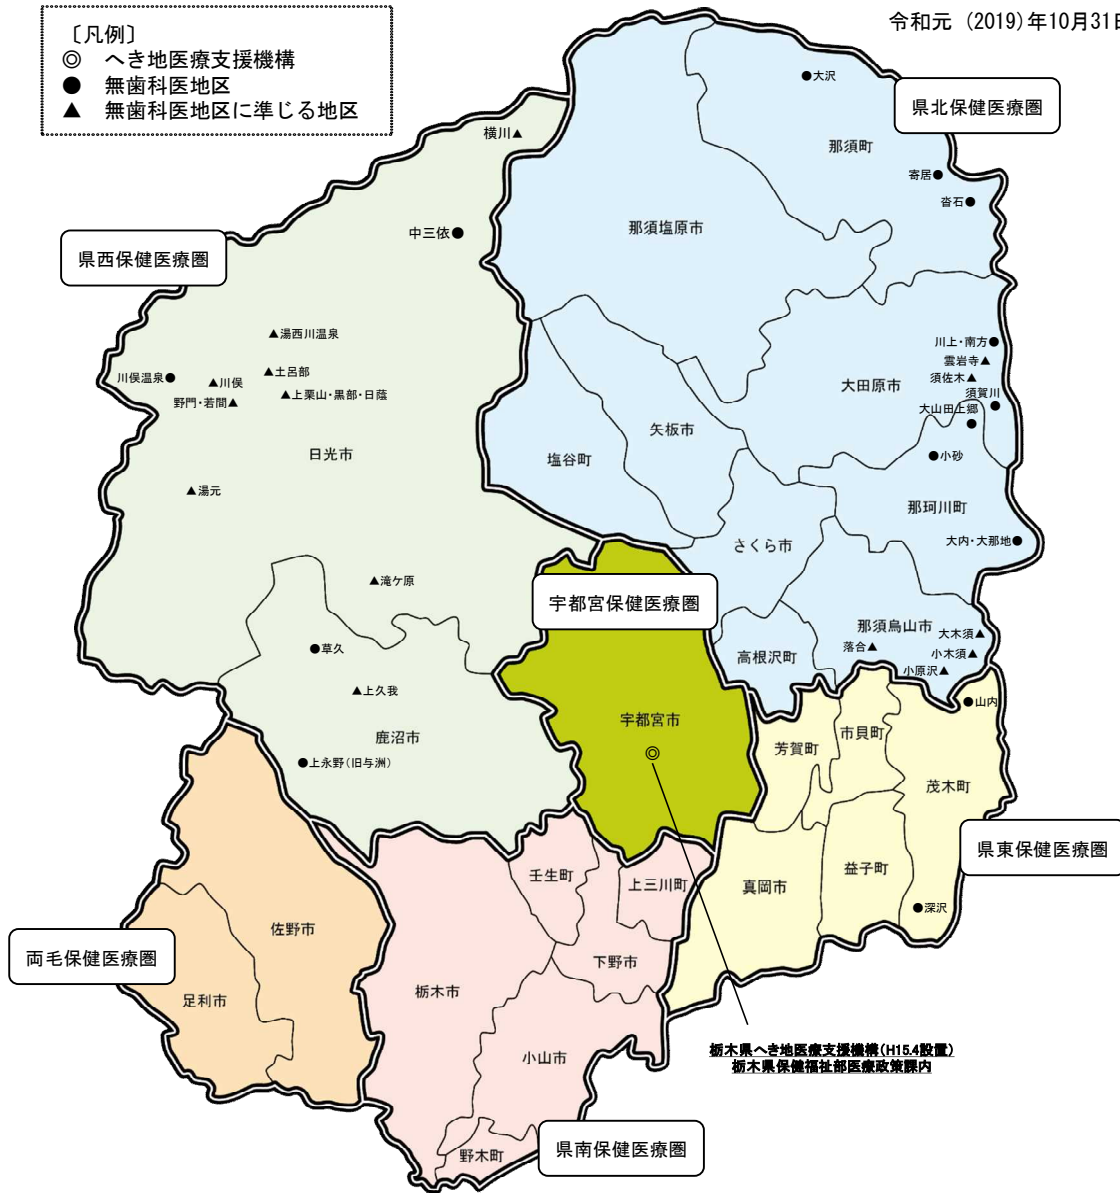 令和元 (2019)年10月31日
〔凡例〕
◎ へき地医療支援機構
● 無歯科医地区
▲ 無歯科医地区に準じる地区
県北保健医療圏
●大沢
那須町
寄居●
沓石●
横川▲
中三依●
那須塩原市
県西保健医療圏
▲湯西川温泉
川俣温泉●
▲川俣
▲土呂部
野門・若間▲
▲上栗山・黒部・日蔭
日光市
▲湯元
▲滝ケ原
川上・南方●
雲岩寺▲
須佐木▲
須賀川
●
大田原市
大山田上郷
●
矢板市
塩谷町
●小砂
那珂川町
さくら市
大内・大那地●
宇都宮保健医療圏
那須烏山市
大木須▲
落合▲
小木須▲
小原沢▲
高根沢町
●草久
▲上久我
鹿沼市
●上永野(旧与洲)
宇都宮市
◎
●山内
市貝町
芳賀町
茂木町
県東保健医療圏
益子町
真岡市
●深沢
壬生町
上三川町
下野市
佐野市
両毛保健医療圏
足利市
栃木市
小山市
栃木県へき地医療支援機構(H15.4設置)
栃木県保健福祉部医療政策課内
県南保健医療圏
野木町